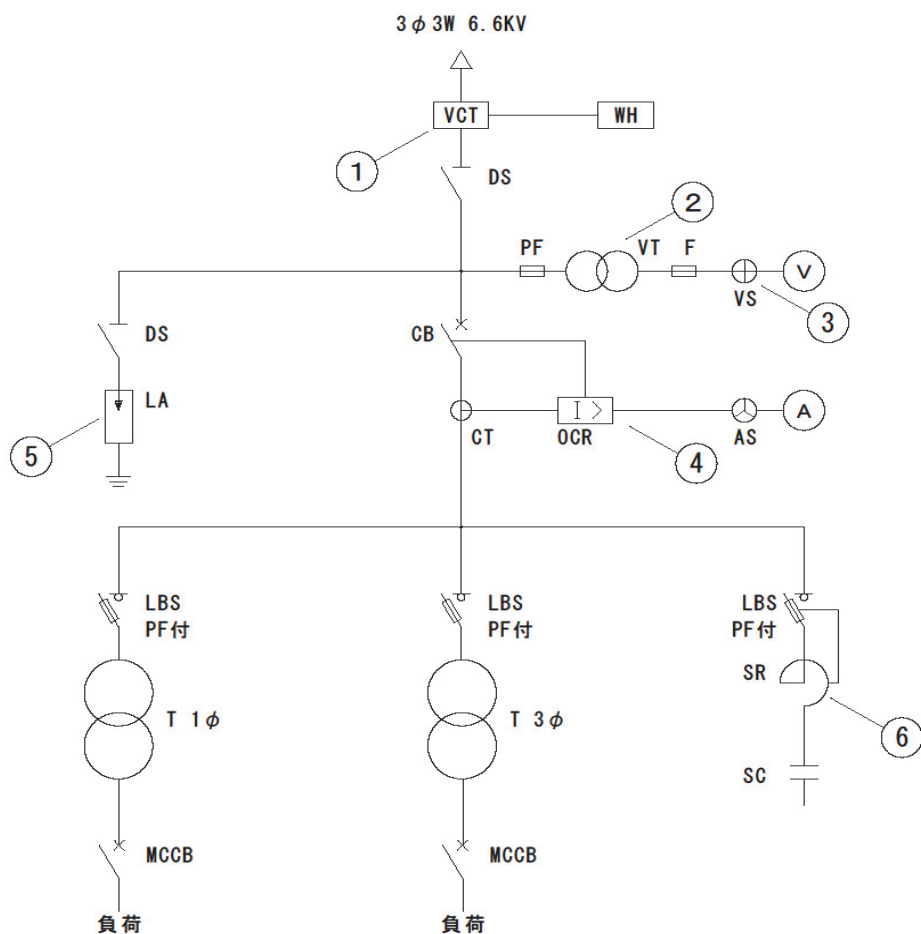 3φ3W 6.6KV
VCT
WH
1
DS
2
PF
VT
F
V
VS
3
DS
CB
LA
I >
A
CT
OCR
AS
5
4
LBS
PF付
LBS
PF付
LBS
PF付
SR
T 1φ
T 3φ
6
SC
MCCB
MCCB
負荷
負荷